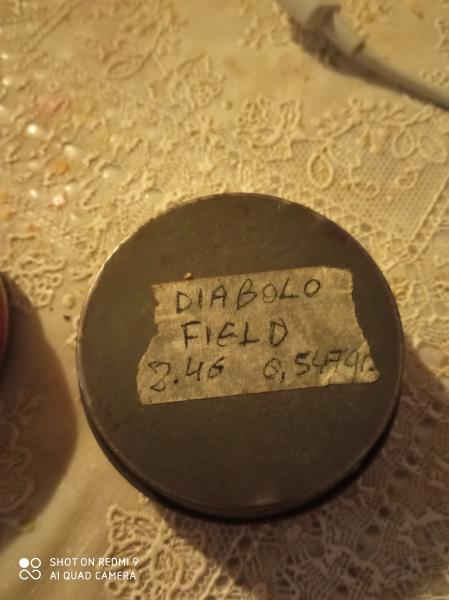 DIABOLO
FIELD
2.46 0,547gr.
SHOT ON REDMI 9
AI QUAD CAMERA